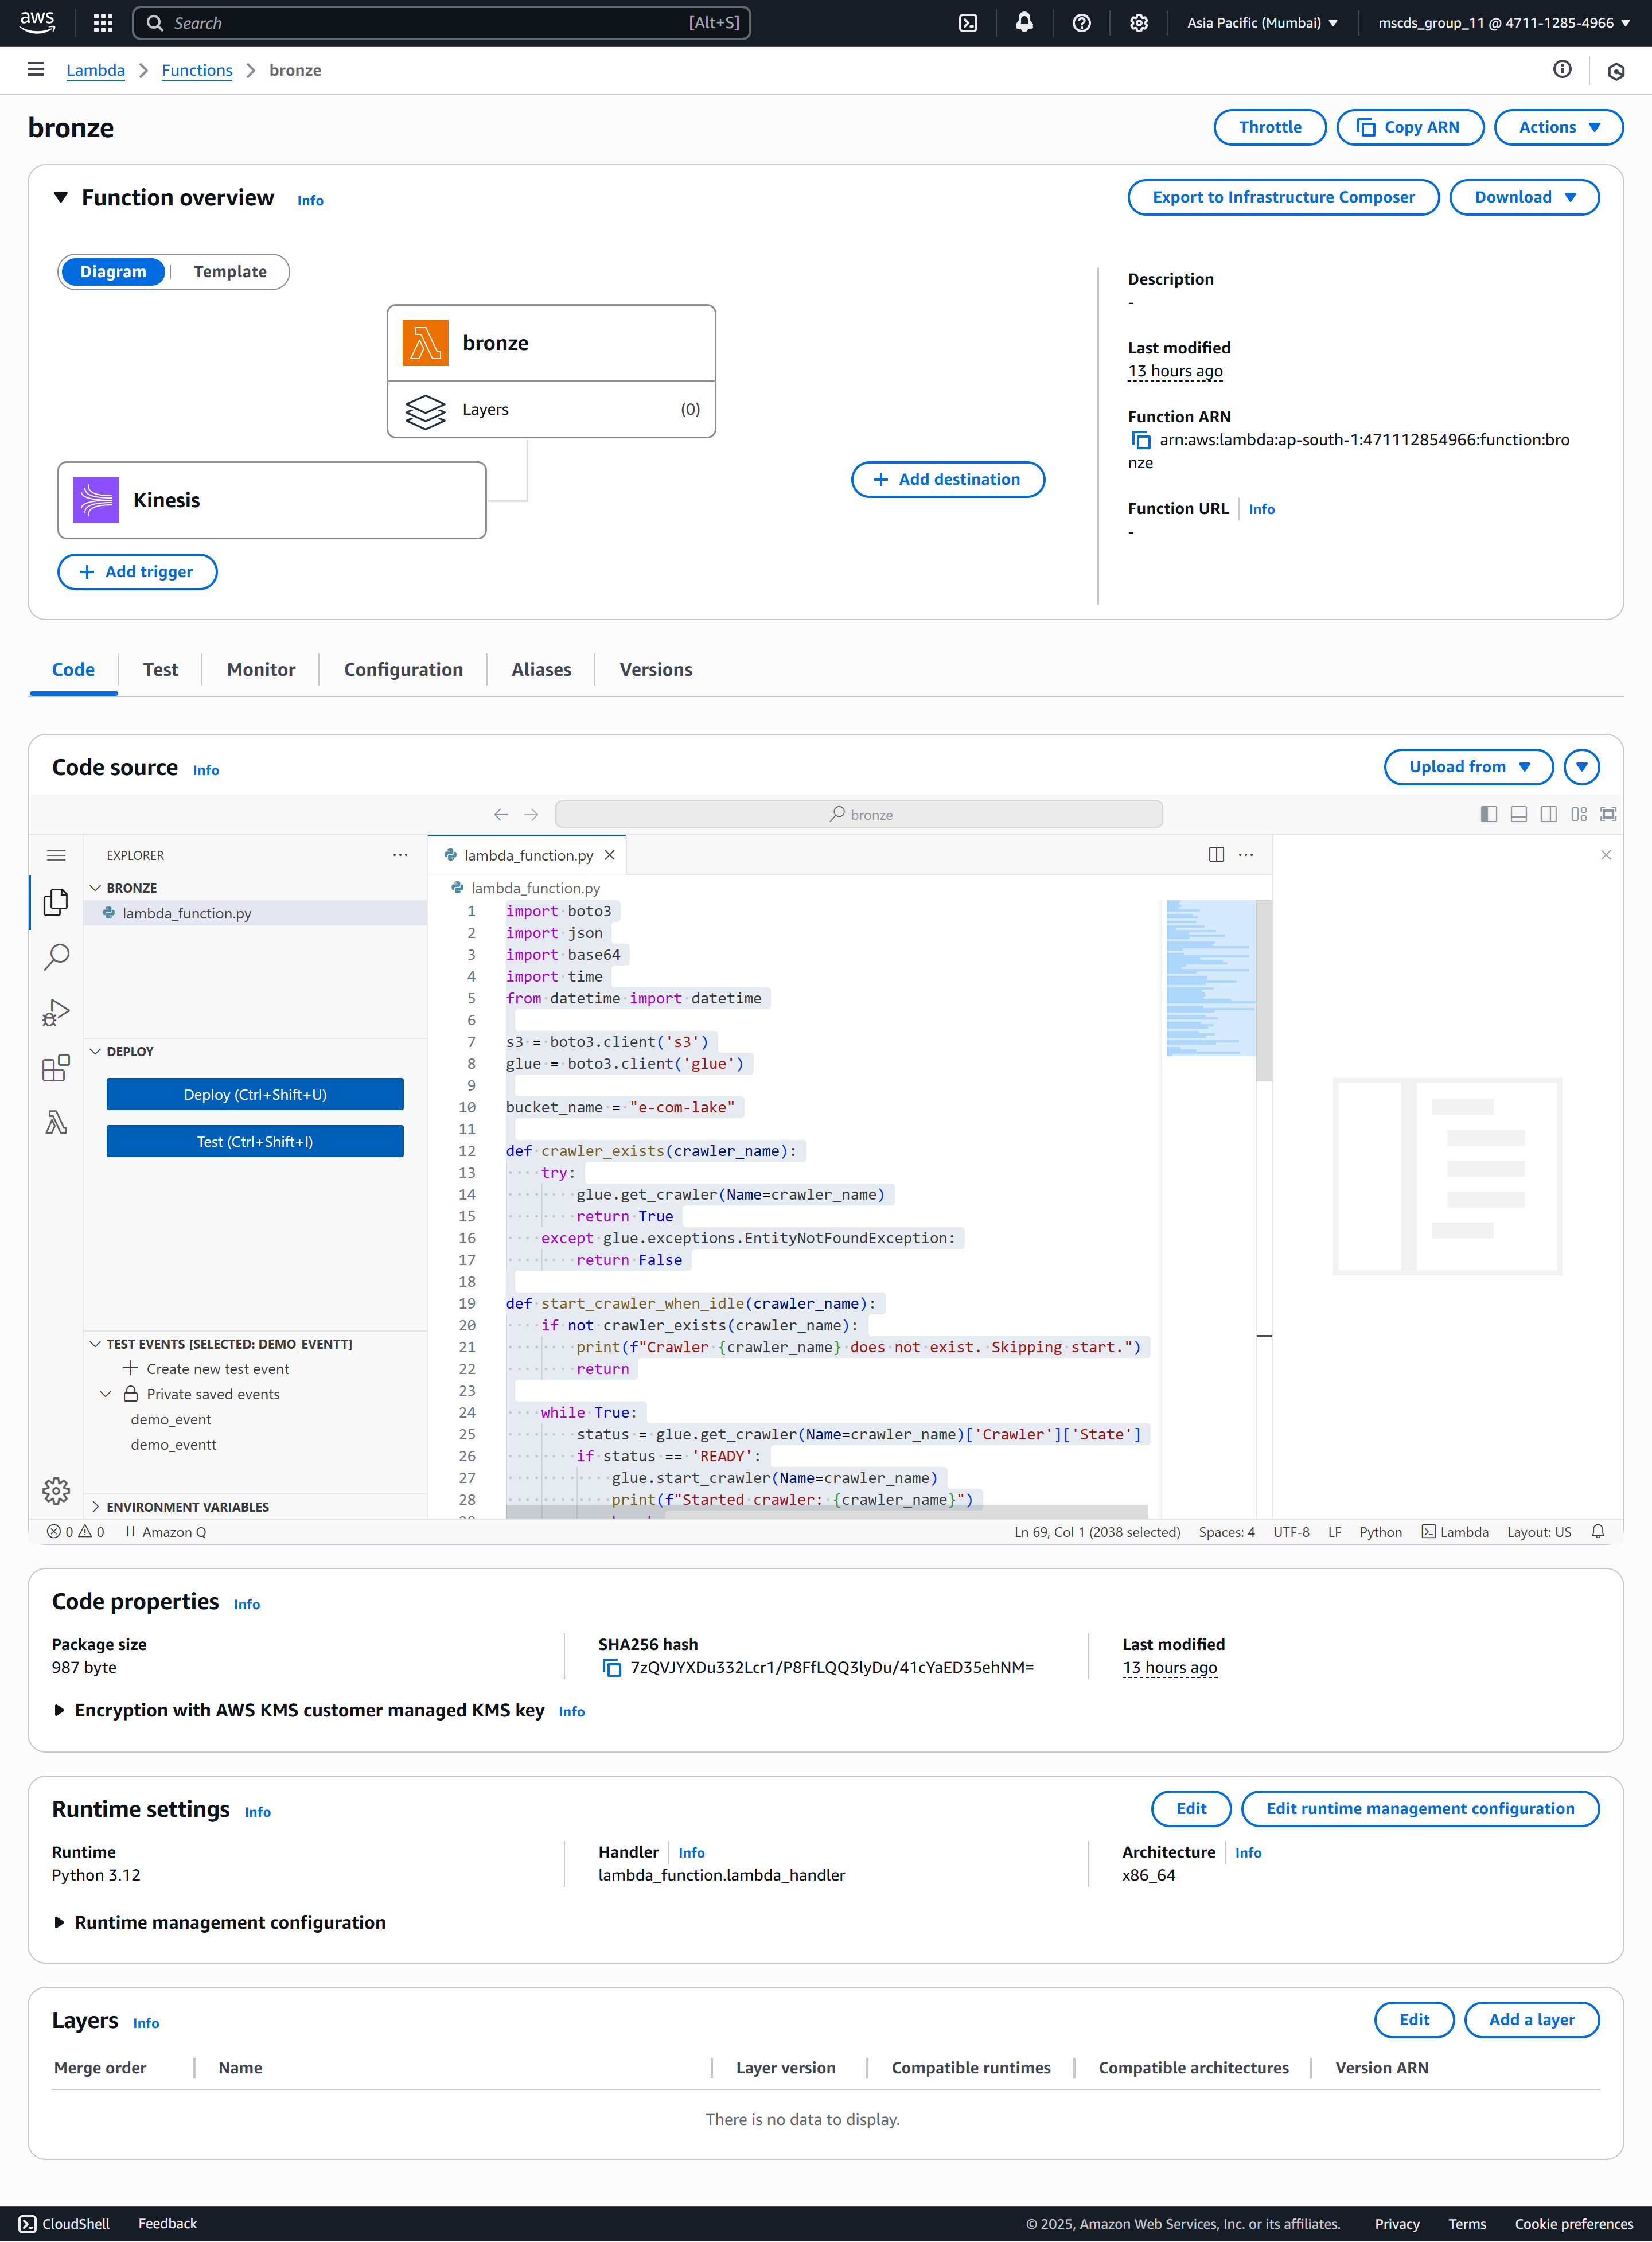 aws
Search [Alt+S]
Asia Pacific (Mumbai)
mscds_group_11 @ 4711-1285-4966
Lambda
Functions
bronze
bronze
Throttle
Copy ARN
Actions
Function overview Info
Export to Infrastructure Composer
Download
Diagram
Template
bronze
Layers (0)
Kinesis
+ Add trigger
+ Add destination
Description
-
Last modified
13 hours ago
Function ARN
arn:aws:lambda:ap-south-1:471112854966:function:bro
nze
Function URL Info
-
Code
Test
Monitor
Configuration
Aliases
Versions
Code source Info
Upload from
bronze
EXPLORER
BRONZE
lambda_function.py
DEPLOY
Deploy (Ctrl+Shift+U)
Test (Ctrl+Shift+I)
TEST EVENTS [SELECTED: DEMO_EVENTT]
Create new test event
Private saved events
demo_event
demo_eventt
ENVIRONMENT VARIABLES
lambda_function.py
lambda_function.py
1 import boto3
2 import json
3 import base64
4 import time
5 from datetime import datetime
6
7 s3 = boto3.client('s3')
8 glue = boto3.client('glue')
9
10 bucket_name = "e-com-lake"
11
12 def crawler_exists(crawler_name):
13 try:
14 glue.get_crawler(Name=crawler_name)
15 return True
16 except glue.exceptions.EntityNotFoundException:
17 return False
18
19 def start_crawler_when_idle(crawler_name):
20 if not crawler_exists(crawler_name):
21 print(f"Crawler {crawler_name} does not exist. Skipping start.")
22 return
23
24 while True:
25 status = glue.get_crawler(Name=crawler_name)['Crawler']['State']
26 if status == 'READY':
27 glue.start_crawler(Name=crawler_name)
28 print(f"Started crawler: {crawler_name}")
0 0 Amazon Q
Ln 69, Col 1 (2038 selected) Spaces: 4 UTF-8 LF Python Lambda Layout: US
Code properties Info
Package size
987 byte
SHA256 hash
7zQVJYXDu332Lcr1/P8FfLQQ3lyDu/41cYaED35ehNM=
Last modified
13 hours ago
Encryption with AWS KMS customer managed KMS key Info
Runtime settings Info
Edit
Edit runtime management configuration
Runtime
Python 3.12
Handler Info
lambda_function.lambda_handler
Architecture Info
x86_64
Runtime management configuration
Layers Info
Edit
Add a layer
Merge order
Name
Layer version
Compatible runtimes
Compatible architectures
Version ARN
There is no data to display.
CloudShell
Feedback
© 2025, Amazon Web Services, Inc. or its affiliates.
Privacy
Terms
Cookie preferences